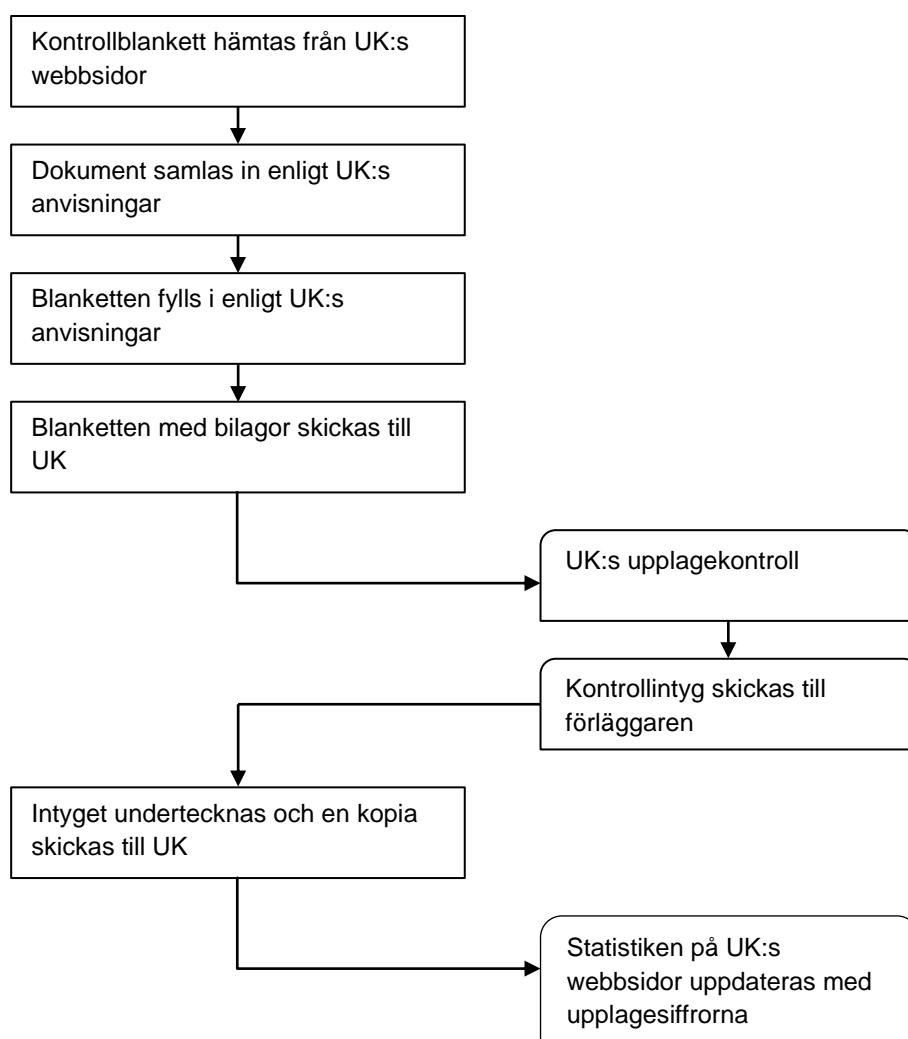 Kontrollblankett hämtas från UK:s
webbsidor
Dokument samlas in enligt UK:s
anvisningar
Blanketten fylls i enligt UK:s
anvisningar
Blanketten med bilagor skickas till
UK
UK:s upplagekontroll
Kontrollintyg skickas till
förläggaren
Intyget undertecknas och en kopia
skickas till UK
Statistiken på UK:s
webbsidor uppdateras med
upplagesiffrorna